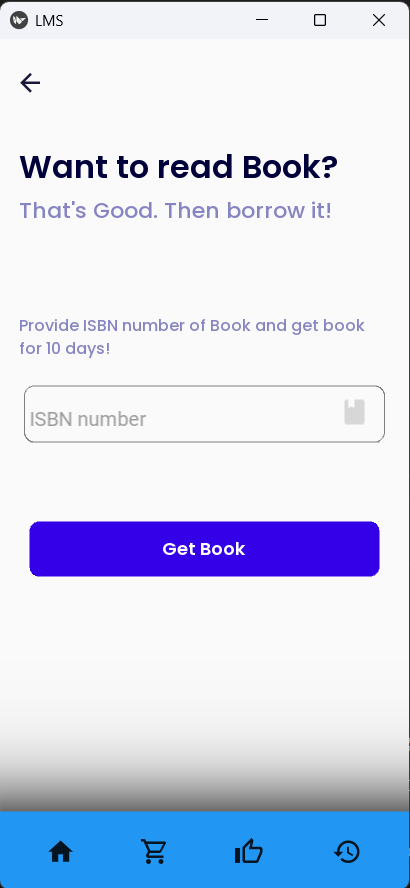 LMS
Want to read Book?
That's Good. Then borrow it!
Provide ISBN number of Book and get book
for 10 days!
ISBN number
Get Book